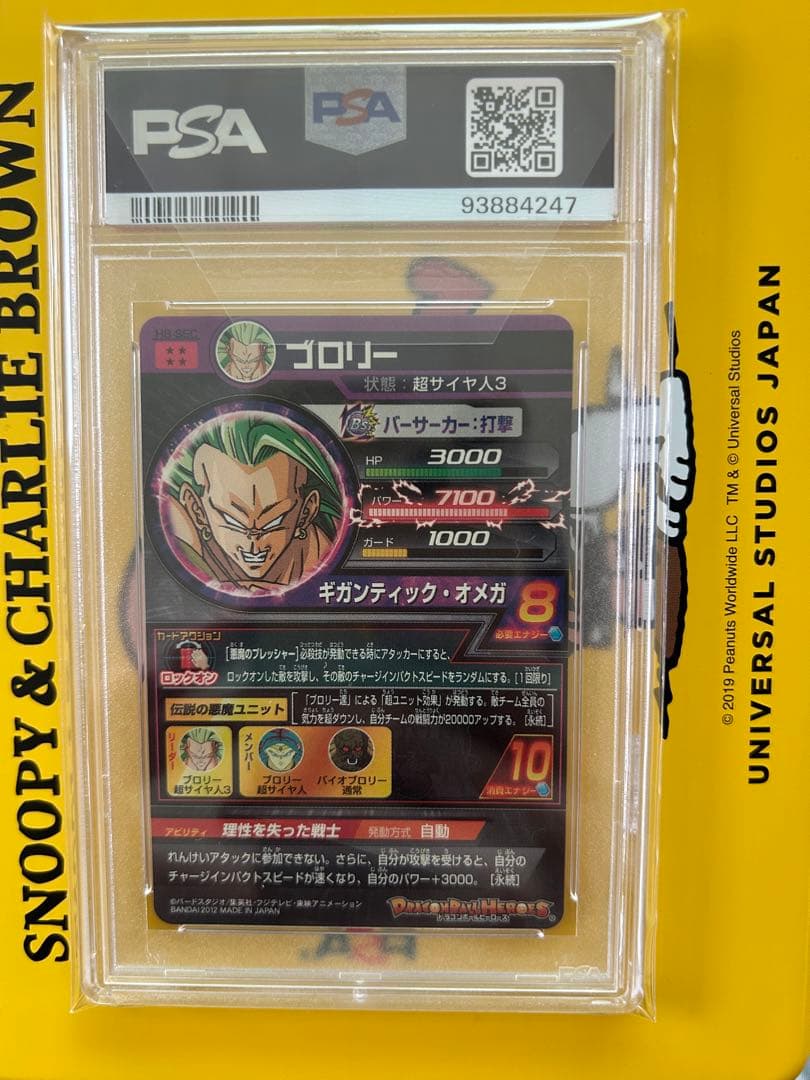 SNOOPY & CHARLIE BROWN
PSA
PSA
93884247
H8-SEC
ブロリー
状態：超サイヤ人3
Bs
バーサーカー：打撃
HP 3000
パワー 7100
ガード 1000
ギガンティック・オメガ
8
必要エナジー
カードアクション
ロックオン
[悪魔のプレッシャー]必殺技が発動できる時にアタッカーにすると、
ロックオンした敵を攻撃し、その敵のチャージインパクトスピードをランダムにする。[1回限り]
伝説の悪魔ユニット
「ブロリー達」による「超ユニット効果」が発動する。敵チーム全員の
気力を超ダウンし、自分チームの戦闘力が20000アップする。[永続]
リーダー
ブロリー
超サイヤ人3
メンバー
ブロリー
超サイヤ人
バイオブロリー
通常
10
消費エナジー
アビリティ 理性を失った戦士 発動方式 自動
れんけいアタックに参加できない。さらに、自分が攻撃を受けると、自分の
チャージインパクトスピードが速くなり、自分のパワー+3000。[永続]
©バードスタジオ/集英社・フジテレビ・東映アニメーション
BANDAI 2012 MADE IN JAPAN
DRAGONBALL HEROES
ドラゴンボールヒーローズ
© 2019 Peanuts Worldwide LLC TM & © Universal Studios
UNIVERSAL STUDIOS JAPAN